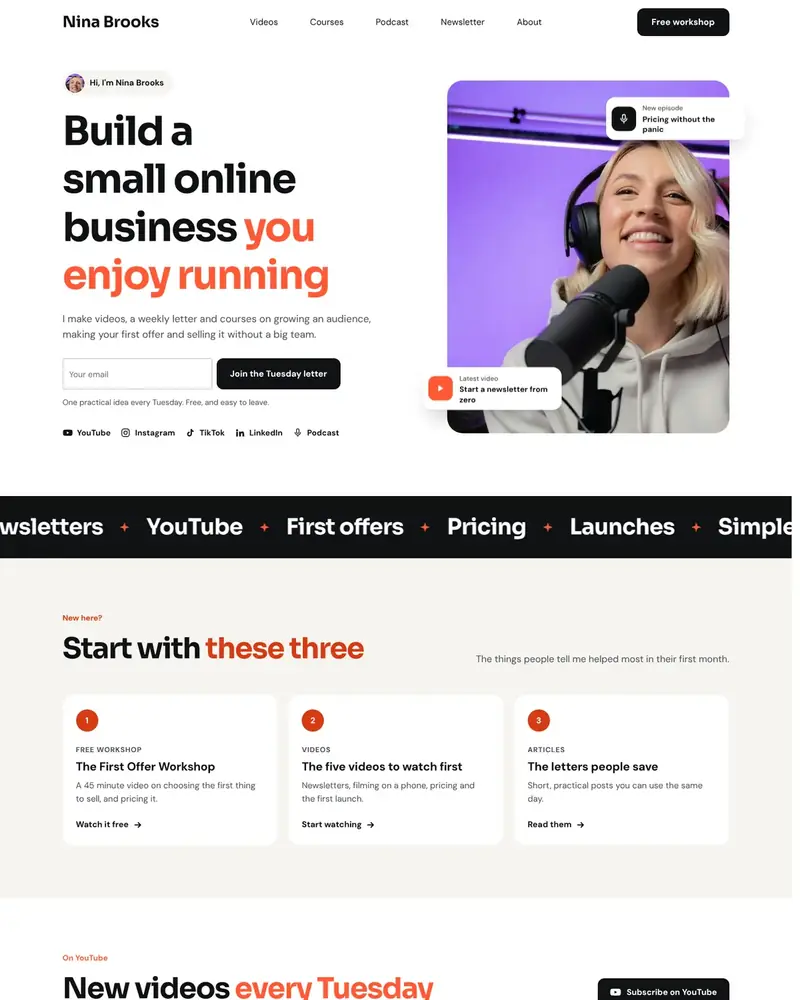 Nina Brooks
Videos
Courses
Podcast
Newsletter
About
Free workshop
Hi, I'm Nina Brooks
Build a
small online
business you
enjoy running
I make videos, a weekly letter and courses on growing an audience,
making your first offer and selling it without a big team.
Your email
Join the Tuesday letter
One practical idea every Tuesday. Free, and easy to leave.
YouTube
Instagram
TikTok
LinkedIn
Podcast
New episode
Pricing without the
panic
Latest video
Start a newsletter from
zero
wsletters
YouTube
First offers
Pricing
Launches
Simple
New here?
Start with these three
The things people tell me helped most in their first month.
1
FREE WORKSHOP
The First Offer Workshop
A 45 minute video on choosing the first thing
to sell, and pricing it.
Watch it free
2
VIDEOS
The five videos to watch first
Newsletters, filming on a phone, pricing and
the first launch.
Start watching
3
ARTICLES
The letters people save
Short, practical posts you can use the same
day.
Read them
On YouTube
New videos every Tuesday
Subscribe on YouTube